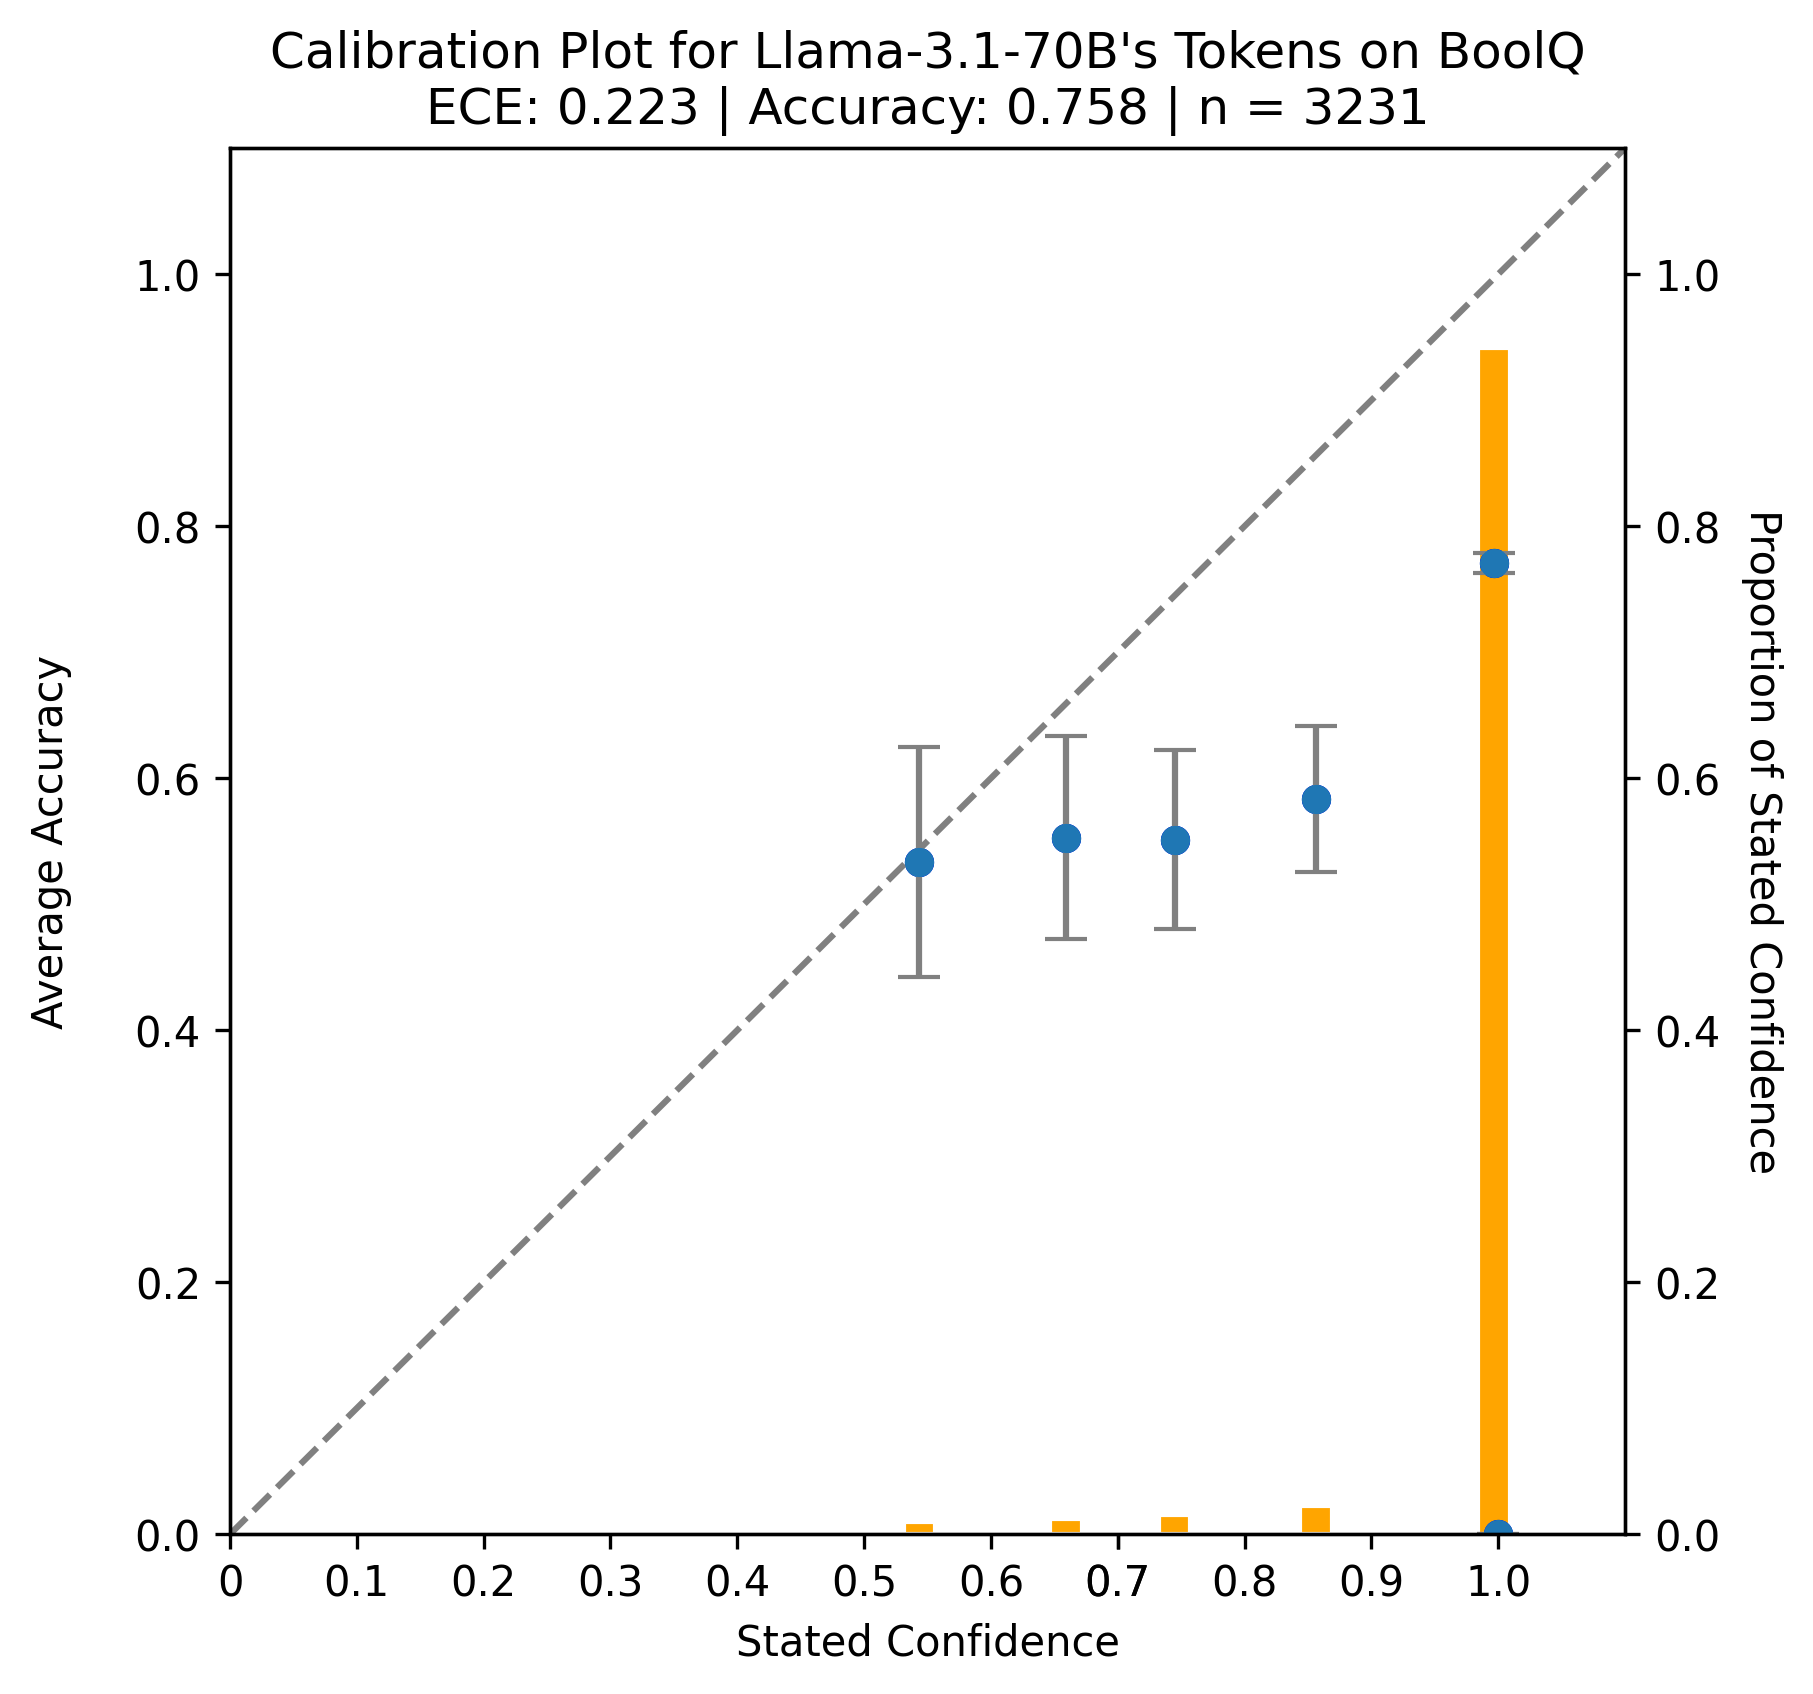 Calibration Plot for Llama-3.1-70B's Tokens on BoolQ
ECE: 0.223 | Accuracy: 0.758 | n = 3231
Average Accuracy
1.0
0.8
0.6
0.4
0.2
0.0
0 0.1 0.2 0.3 0.4 0.5 0.6 0.7 0.8 0.9 1.0
Stated Confidence
1.0
0.8
0.6
0.4
0.2
0.0
Proportion of Stated Confidence